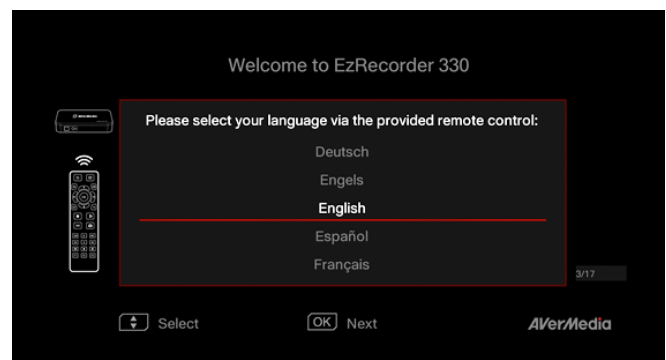 Welcome to EzRecorder 330
Please select your language via the provided remote control:
Deutsch
Engels
English
Español
Français
3/17
Select
OK Next
AVerMedia